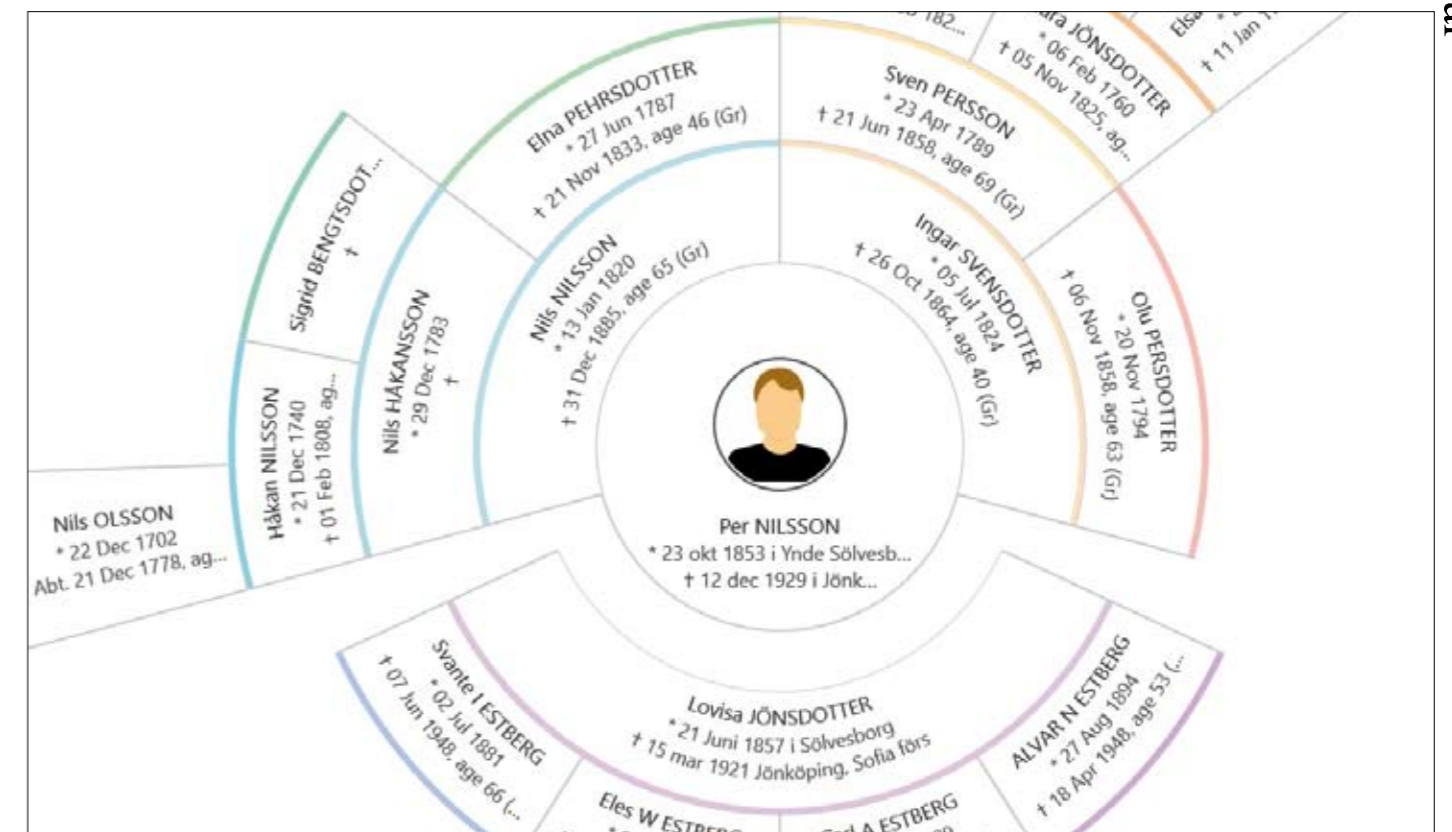 182...
ara JÖNSDOTTER
* 06 Feb 1760
† 05 Nov 1825, ag...
† 11 Jan
Elna PEHRSDOTTER
* 27 Jun 1787
† 21 Nov 1833, age 46 (Gr)
Sven PERSSON
* 23 Apr 1789
† 21 Jun 1858, age 69 (Gr)
Sigrid BENGTSDOT...
†
Nils HÅKANSSON
* 29 Dec 1783
†
Nils NILSSON
* 13 Jan 1820
† 31 Dec 1885, age 65 (Gr)
Ingar SVENSDOTTER
* 05 Jul 1824
† 26 Oct 1864, age 40 (Gr)
Olu PERSDOTTER
* 20 Nov 1794
† 06 Nov 1858, age 63 (Gr)
Håkan NILSSON
* 21 Dec 1740
† 01 Feb 1808, ag...
Nils OLSSON
* 22 Dec 1702
Abt. 21 Dec 1778, ag...
Per NILSSON
* 23 okt 1853 i Ynde Sölvesb...
† 12 dec 1929 i Jönk...
Svante I ESTBERG
* 02 Jul 1881
† 07 Jun 1948, age 66 (...
Lovisa JÖNSDOTTER
* 21 Juni 1857 i Sölvesborg
† 15 mar 1921 Jönköping, Sofia förs
ALVAR N ESTBERG
* 27 Aug 1894
† 18 Apr 1948, age 53 (...
Eles W ESTBERG
Carl A ESTBERG